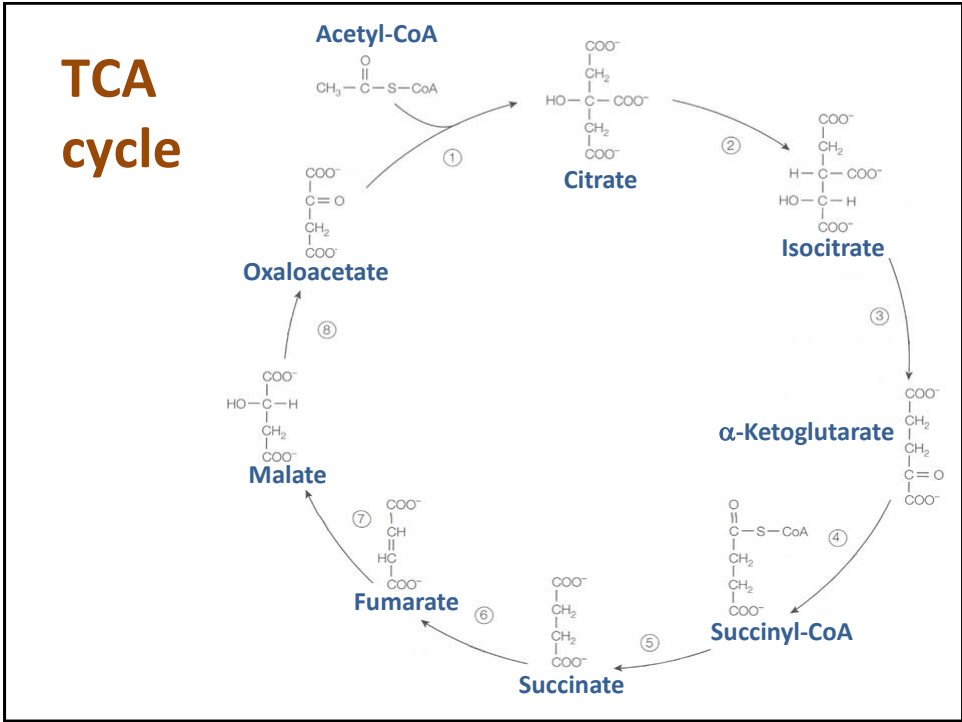 TCA
cycle
Acetyl-CoA
O
CH₃—C—S—CoA
①
COO⁻
CH₂
HO—C—COO⁻
CH₂
COO⁻
Citrate
②
COO⁻
CH₂
H—C—COO⁻
HO—C—H
COO⁻
Isocitrate
③
COO⁻
CH₂
CH₂
C=O
COO⁻
α-Ketoglutarate
④
O
C—S—CoA
CH₂
CH₂
COO⁻
Succinyl-CoA
⑤
COO⁻
CH₂
CH₂
COO⁻
Succinate
⑥
COO⁻
CH
HC
COO⁻
Fumarate
⑦
COO⁻
HO—C—H
CH₂
COO⁻
Malate
⑧
COO⁻
C=O
CH₂
COO⁻
Oxaloacetate